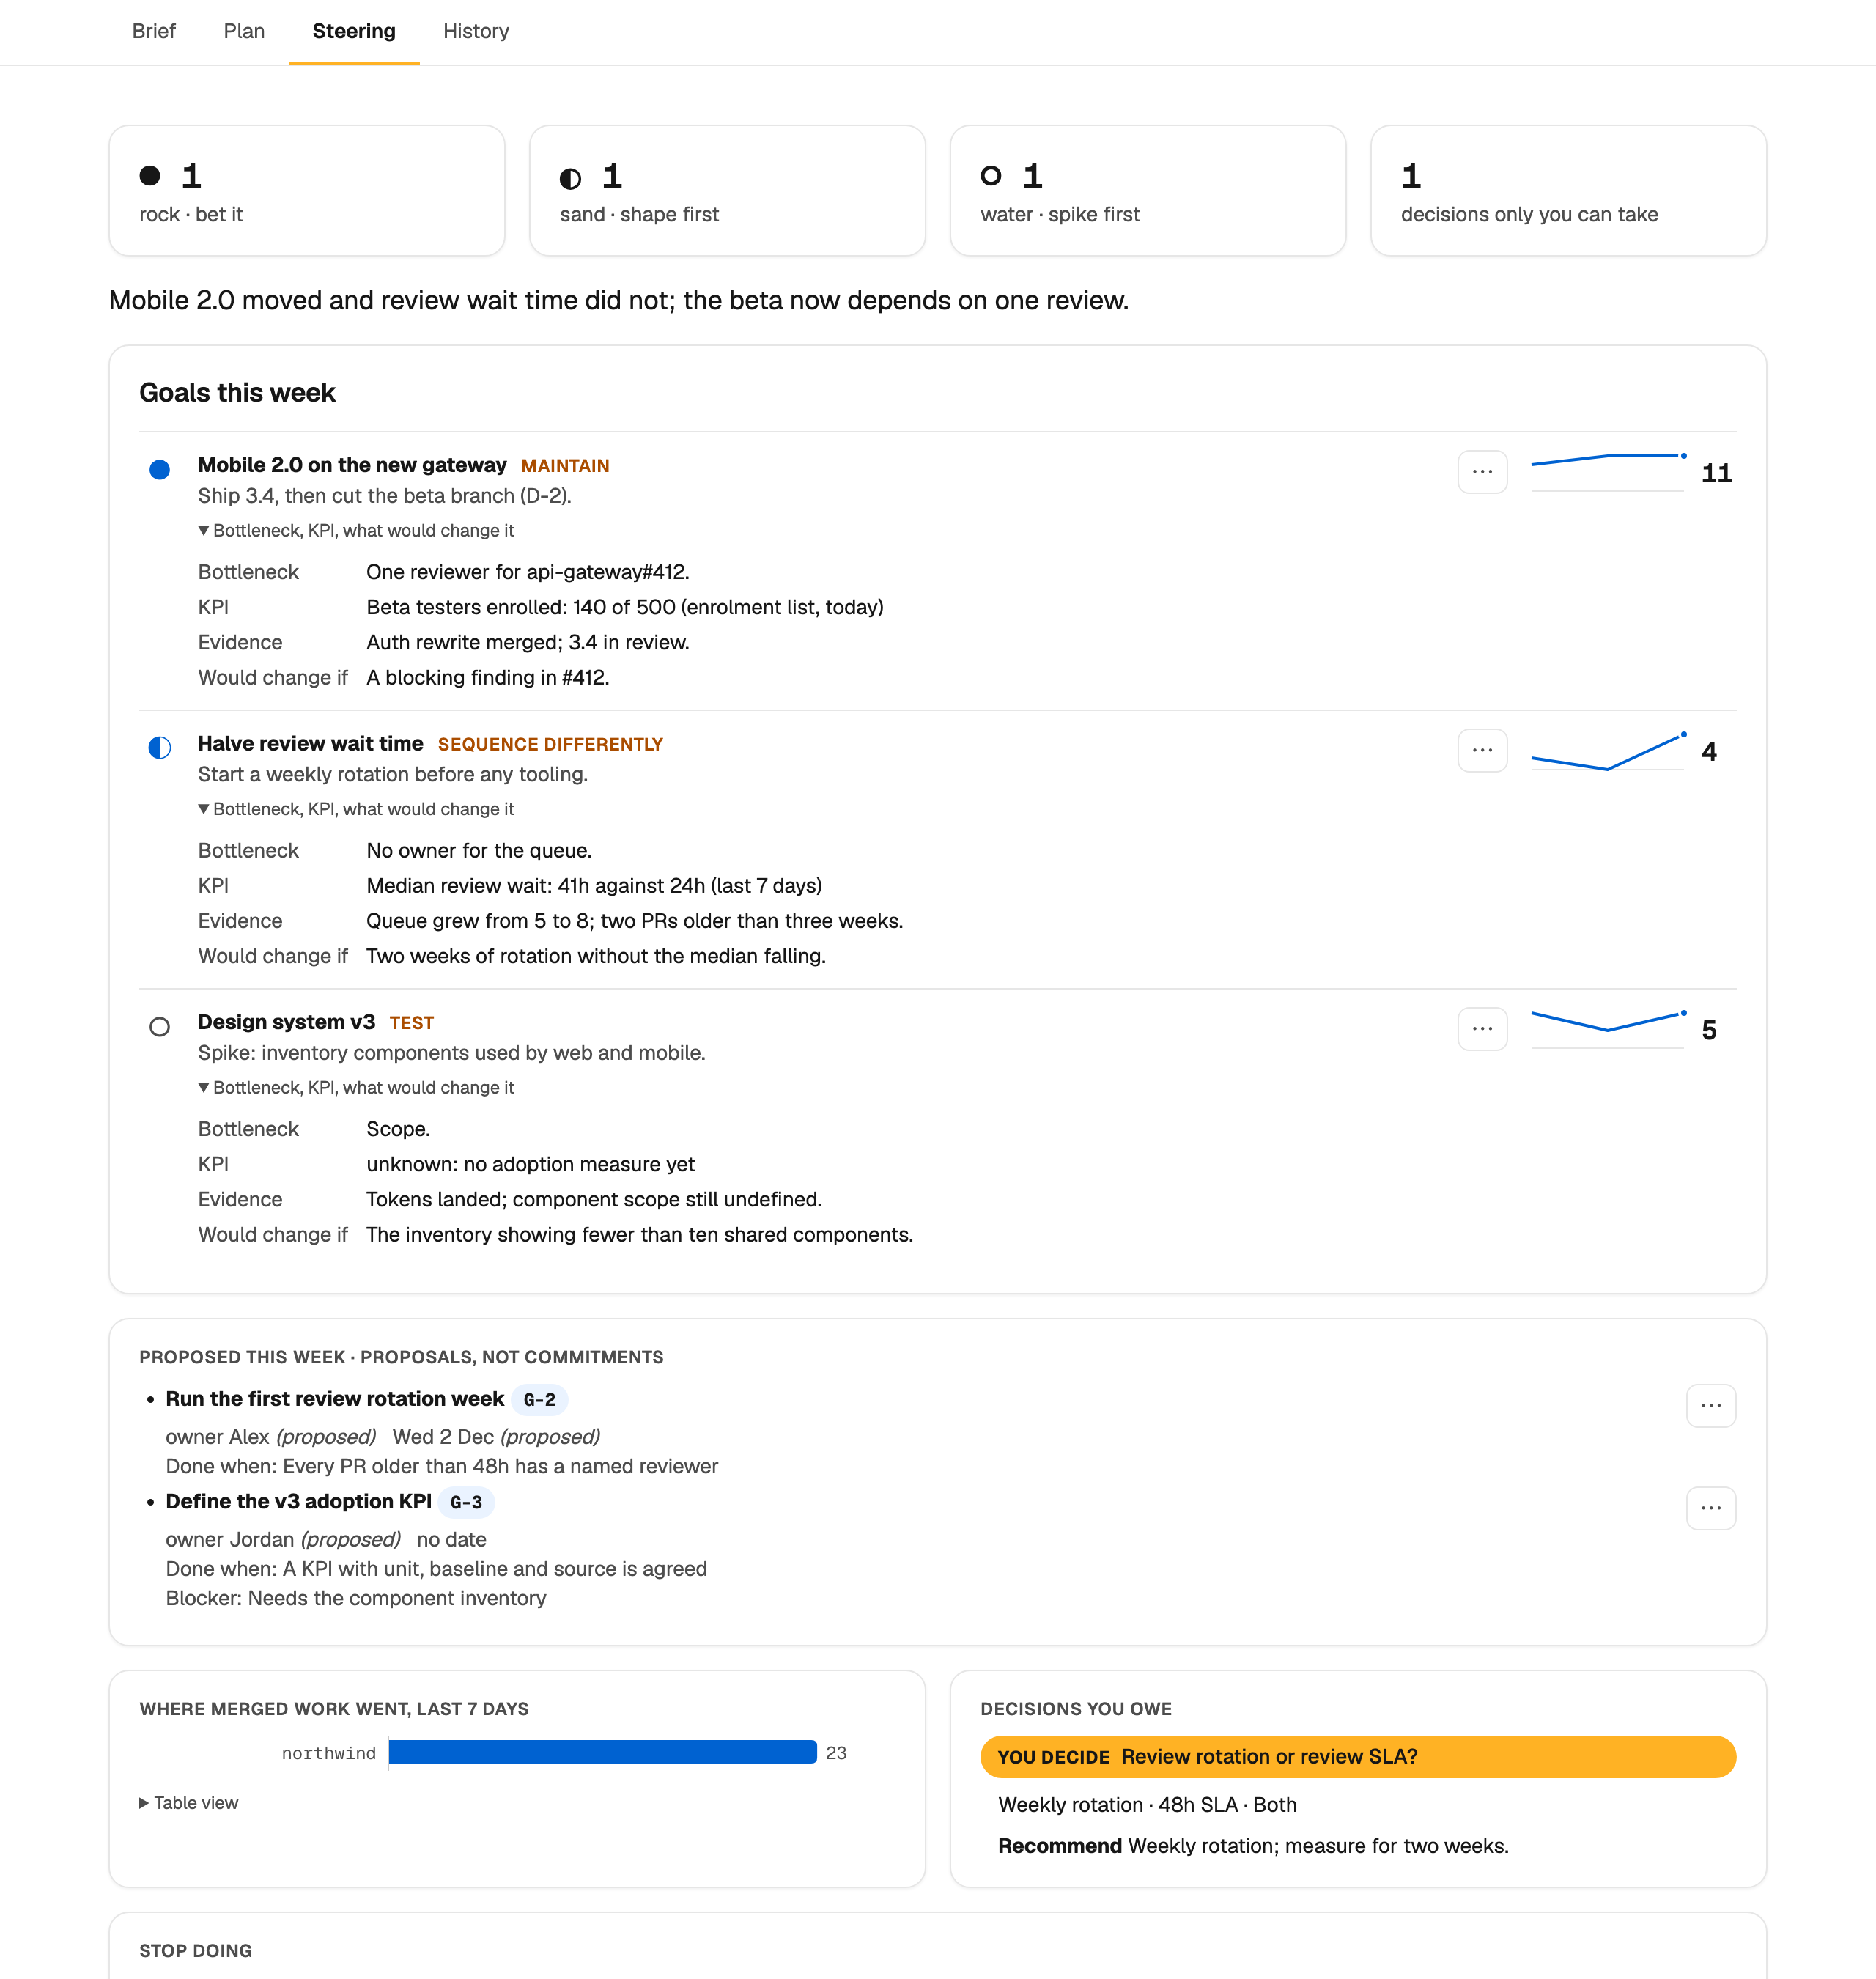 Brief
Plan
Steering
History
1
rock · bet it
1
sand · shape first
1
water · spike first
1
decisions only you can take
Mobile 2.0 moved and review wait time did not; the beta now depends on one review.
Goals this week
Mobile 2.0 on the new gateway MAINTAIN
Ship 3.4, then cut the beta branch (D-2).
▼ Bottleneck, KPI, what would change it
Bottleneck One reviewer for api-gateway#412.
KPI Beta testers enrolled: 140 of 500 (enrolment list, today)
Evidence Auth rewrite merged; 3.4 in review.
Would change if A blocking finding in #412.
···
11
Halve review wait time SEQUENCE DIFFERENTLY
Start a weekly rotation before any tooling.
▼ Bottleneck, KPI, what would change it
Bottleneck No owner for the queue.
KPI Median review wait: 41h against 24h (last 7 days)
Evidence Queue grew from 5 to 8; two PRs older than three weeks.
Would change if Two weeks of rotation without the median falling.
···
4
Design system v3 TEST
Spike: inventory components used by web and mobile.
▼ Bottleneck, KPI, what would change it
Bottleneck Scope.
KPI unknown: no adoption measure yet
Evidence Tokens landed; component scope still undefined.
Would change if The inventory showing fewer than ten shared components.
···
5
PROPOSED THIS WEEK · PROPOSALS, NOT COMMITMENTS
• Run the first review rotation week G-2
owner Alex (proposed) Wed 2 Dec (proposed)
Done when: Every PR older than 48h has a named reviewer
···
• Define the v3 adoption KPI G-3
owner Jordan (proposed) no date
Done when: A KPI with unit, baseline and source is agreed
Blocker: Needs the component inventory
···
WHERE MERGED WORK WENT, LAST 7 DAYS
northwind 23
▶ Table view
DECISIONS YOU OWE
YOU DECIDE Review rotation or review SLA?
Weekly rotation · 48h SLA · Both
Recommend Weekly rotation; measure for two weeks.
STOP DOING